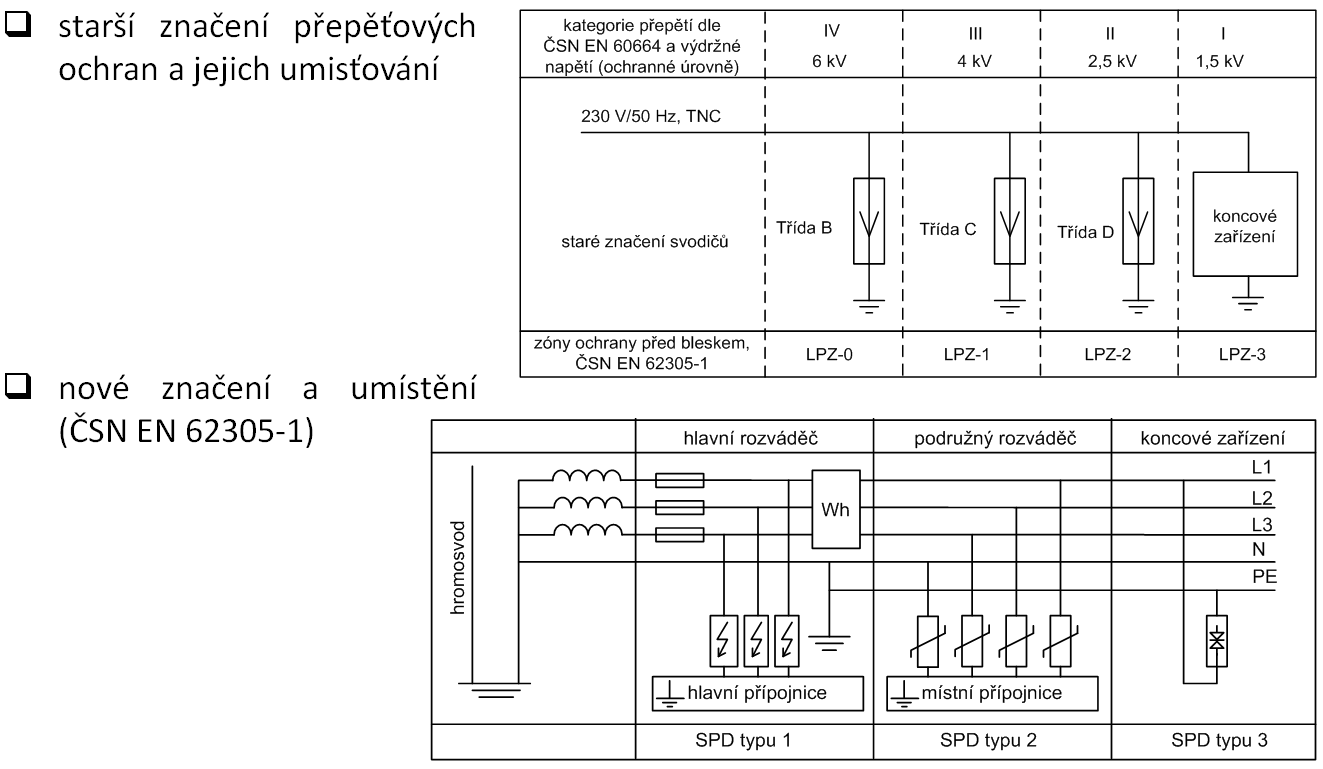 starší značení přepěťových
ochran a jejich umisťování
kategorie přepětí dle
ČSN EN 60664 a výdržné
napětí (ochranné úrovně)
IV
6 kV
III
4 kV
II
2,5 kV
I
1,5 kV
230 V/50 Hz, TNC
staré značení svodičů
Třída B
Třída C
Třída D
koncové
zařízení
zóny ochrany před bleskem,
ČSN EN 62305-1
LPZ-0
LPZ-1
LPZ-2
LPZ-3
nové značení a umístění
(ČSN EN 62305-1)
hlavní rozváděč
podružný rozváděč
koncové zařízení
hromosvod
Wh
L1
L2
L3
N
PE
hlavní přípojnice
místní přípojnice
SPD typu 1
SPD typu 2
SPD typu 3